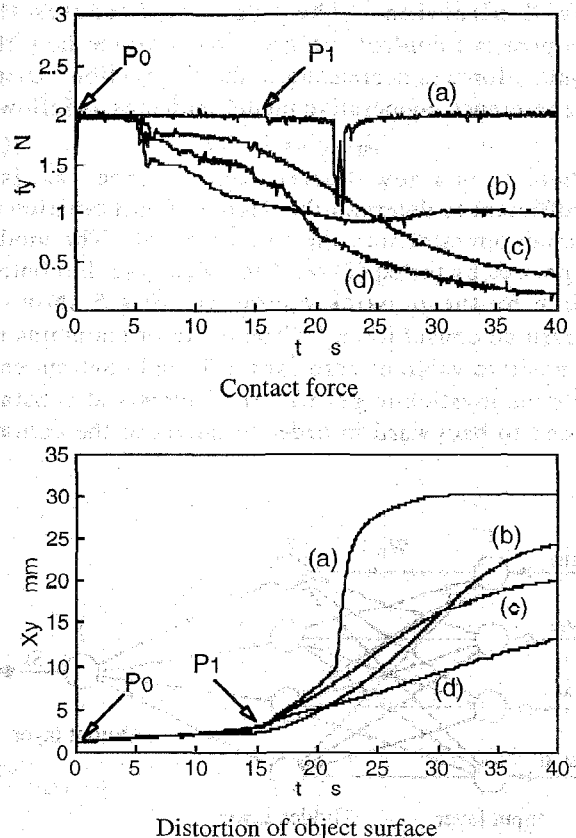 3
P0
P1
2.5
(a)
2
fy N
1.5
(b)
1
(c)
0.5
(d)
0
0 5 10 15 20 25 30 35 40
t s
Contact force
35
30
(b)
25
(a)
Xy mm
20
(c)
15
P0
P1
10
(d)
5
0
0 5 10 15 20 25 30 35 40
t s
Distortion of object surface